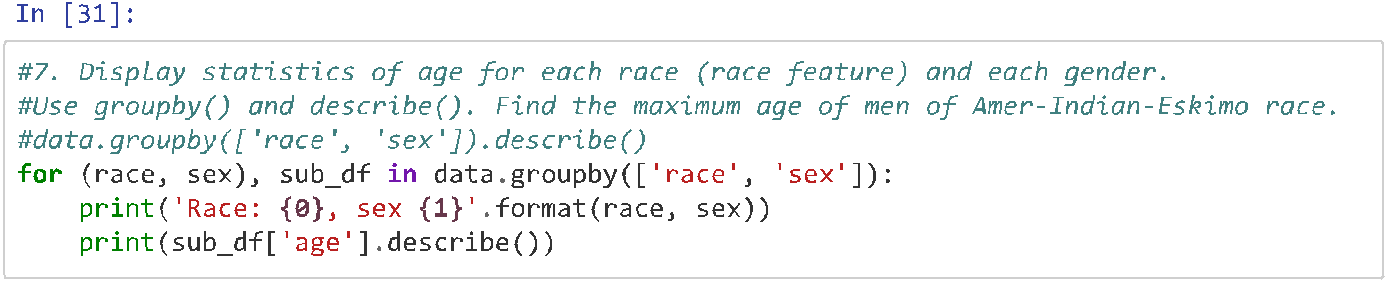 In [31]:
#7. Display statistics of age for each race (race feature) and each gender.
#Use groupby() and describe(). Find the maximum age of men of Amer-Indian-Eskimo race.
#data.groupby(['race', 'sex']).describe()
for (race, sex), sub_df in data.groupby(['race', 'sex']):
    print('Race: {0}, sex {1}'.format(race, sex))
    print(sub_df['age'].describe())